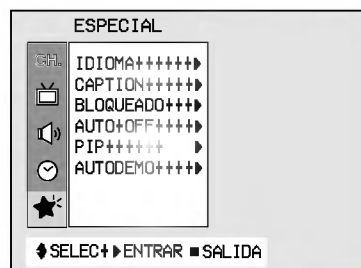 ESPECIAL
CH.
IDIOMA++++++▶
CAPTION+++++▶
BLOQUEADO+++▶
AUTO+OFF++++▶
PIP++++++ ▶
AUTODEMO++++▶
◆SELEC+▶ENTRAR ■SALIDA